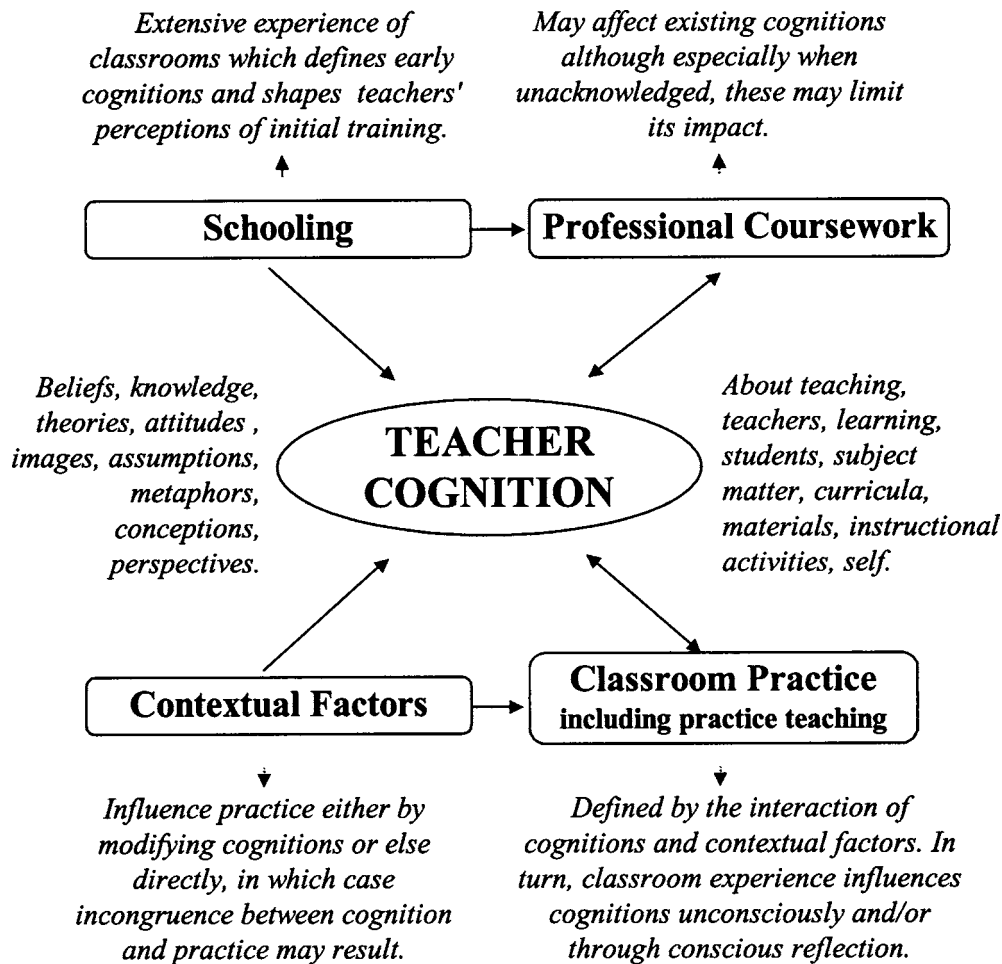 Extensive experience of
classrooms which defines early
cognitions and shapes teachers'
perceptions of initial training.
May affect existing cognitions
although especially when
unacknowledged, these may limit
its impact.
Schooling
Professional Coursework
Beliefs, knowledge,
theories, attitudes ,
images, assumptions,
metaphors,
conceptions,
perspectives.
TEACHER
COGNITION
About teaching,
teachers, learning,
students, subject
matter, curricula,
materials, instructional
activities, self.
Contextual Factors
Classroom Practice
including practice teaching
Influence practice either by
modifying cognitions or else
directly, in which case
incongruence between cognition
and practice may result.
Defined by the interaction of
cognitions and contextual factors. In
turn, classroom experience influences
cognitions unconsciously and/or
through conscious reflection.